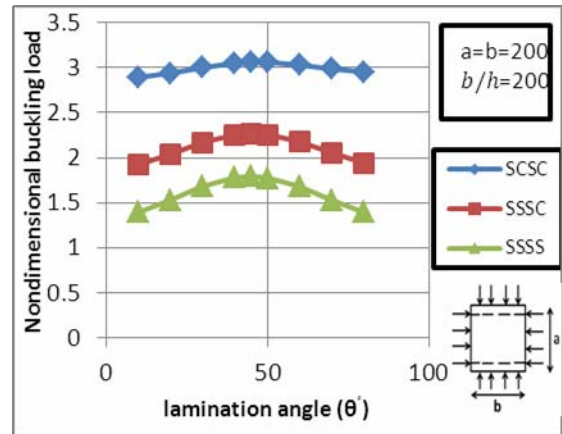 Nondimensional buckling load
3.5
3
2.5
2
1.5
1
0.5
0
0
50
100
lamination angle (θ°)
a=b=200
b/h=200
SCSC
SSSC
SSSS
a
b